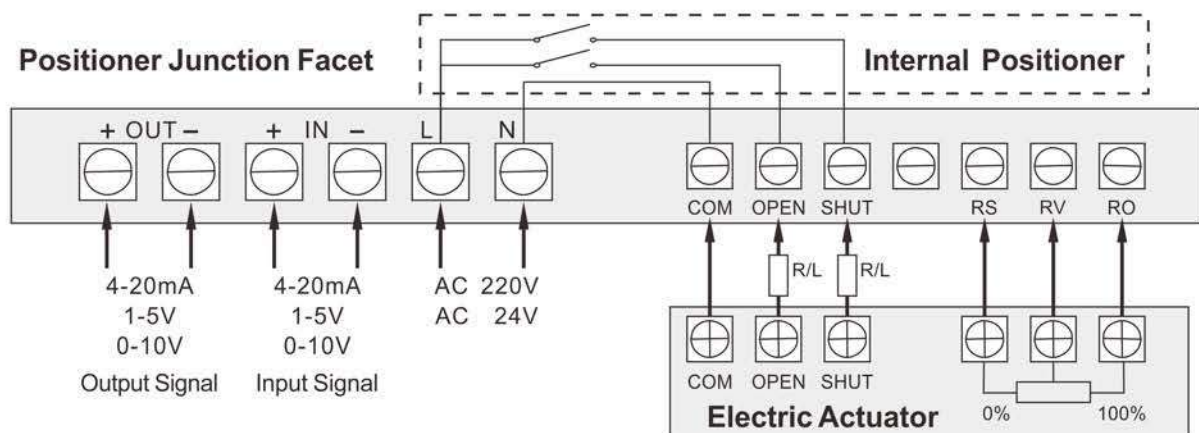 Positioner Junction Facet
Internal Positioner
+ OUT − + IN − L N
COM OPEN SHUT RS RV RO
R/L R/L
4-20mA 4-20mA AC 220V
1-5V 1-5V AC 24V
0-10V 0-10V
Output Signal Input Signal
COM OPEN SHUT
0% 100%
Electric Actuator